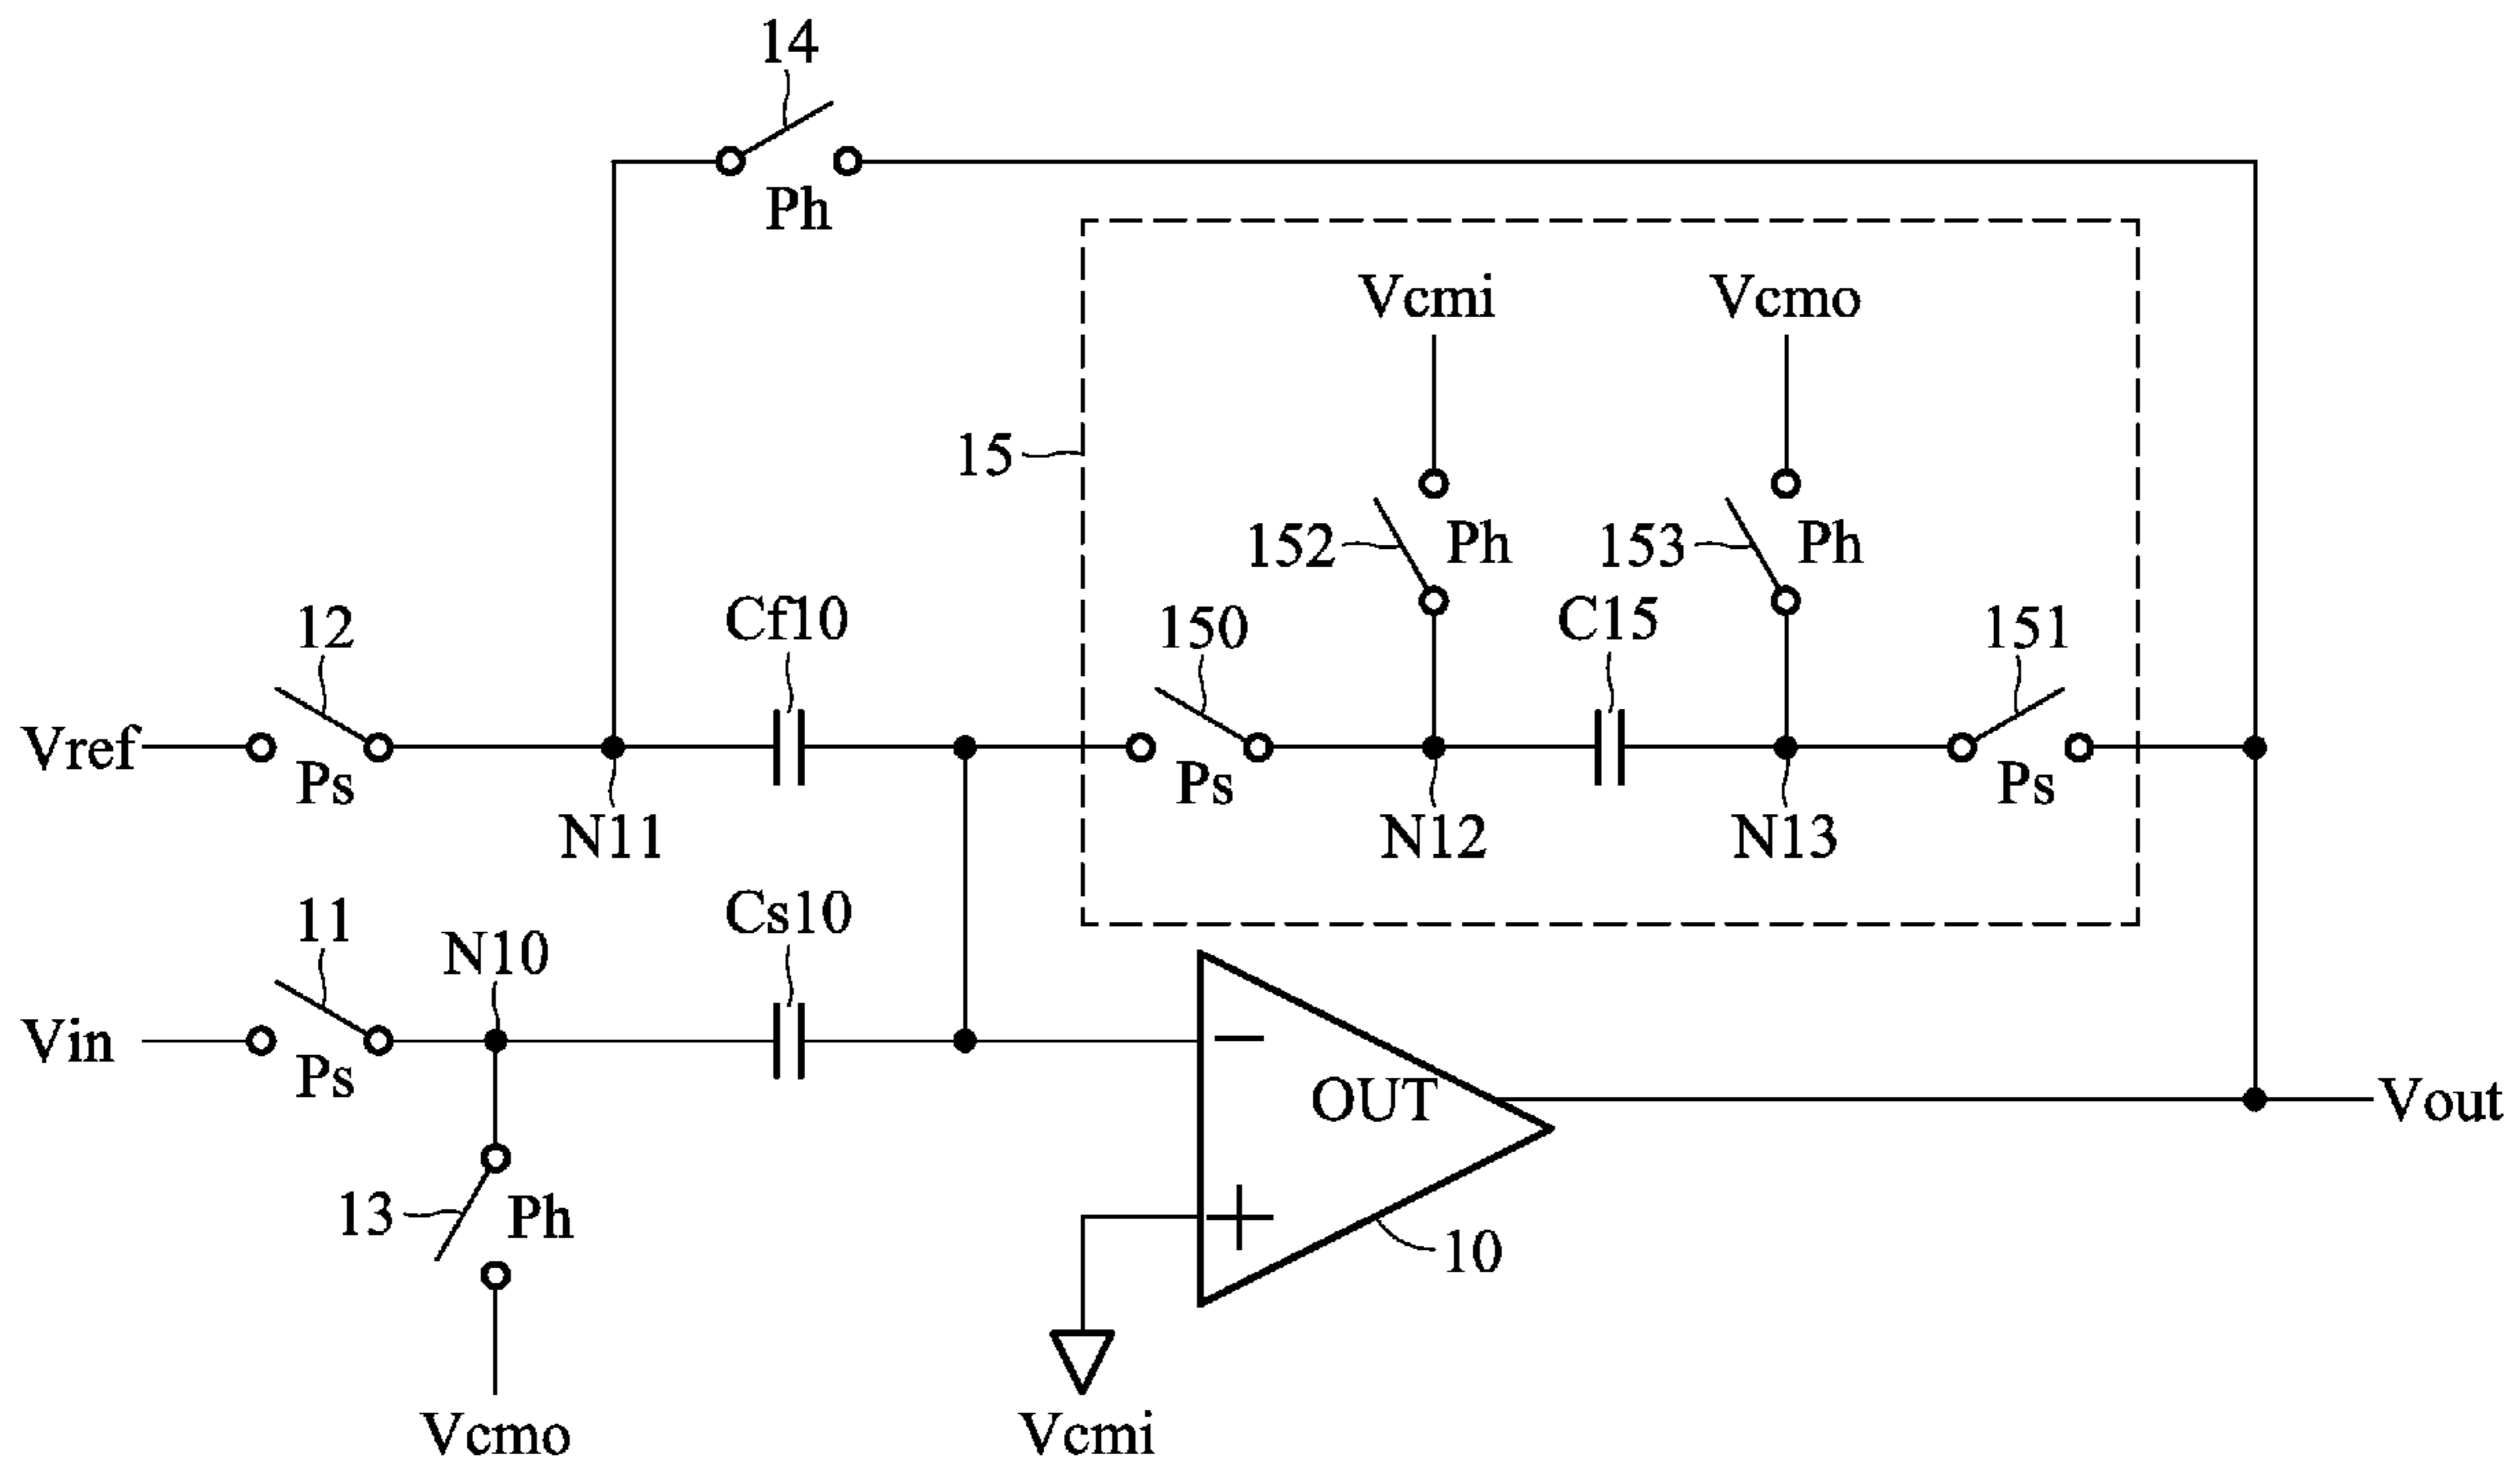 14
Ph
Vcmi
Vcmo
15
152
Ph
153
Ph
12
Cf10
150
C15
151
Vref
Ps
N11
Ps
N12
N13
Ps
11
N10
Cs10
Vin
Ps
−
OUT
Vout
13
Ph
+
10
Vcmo
Vcmi